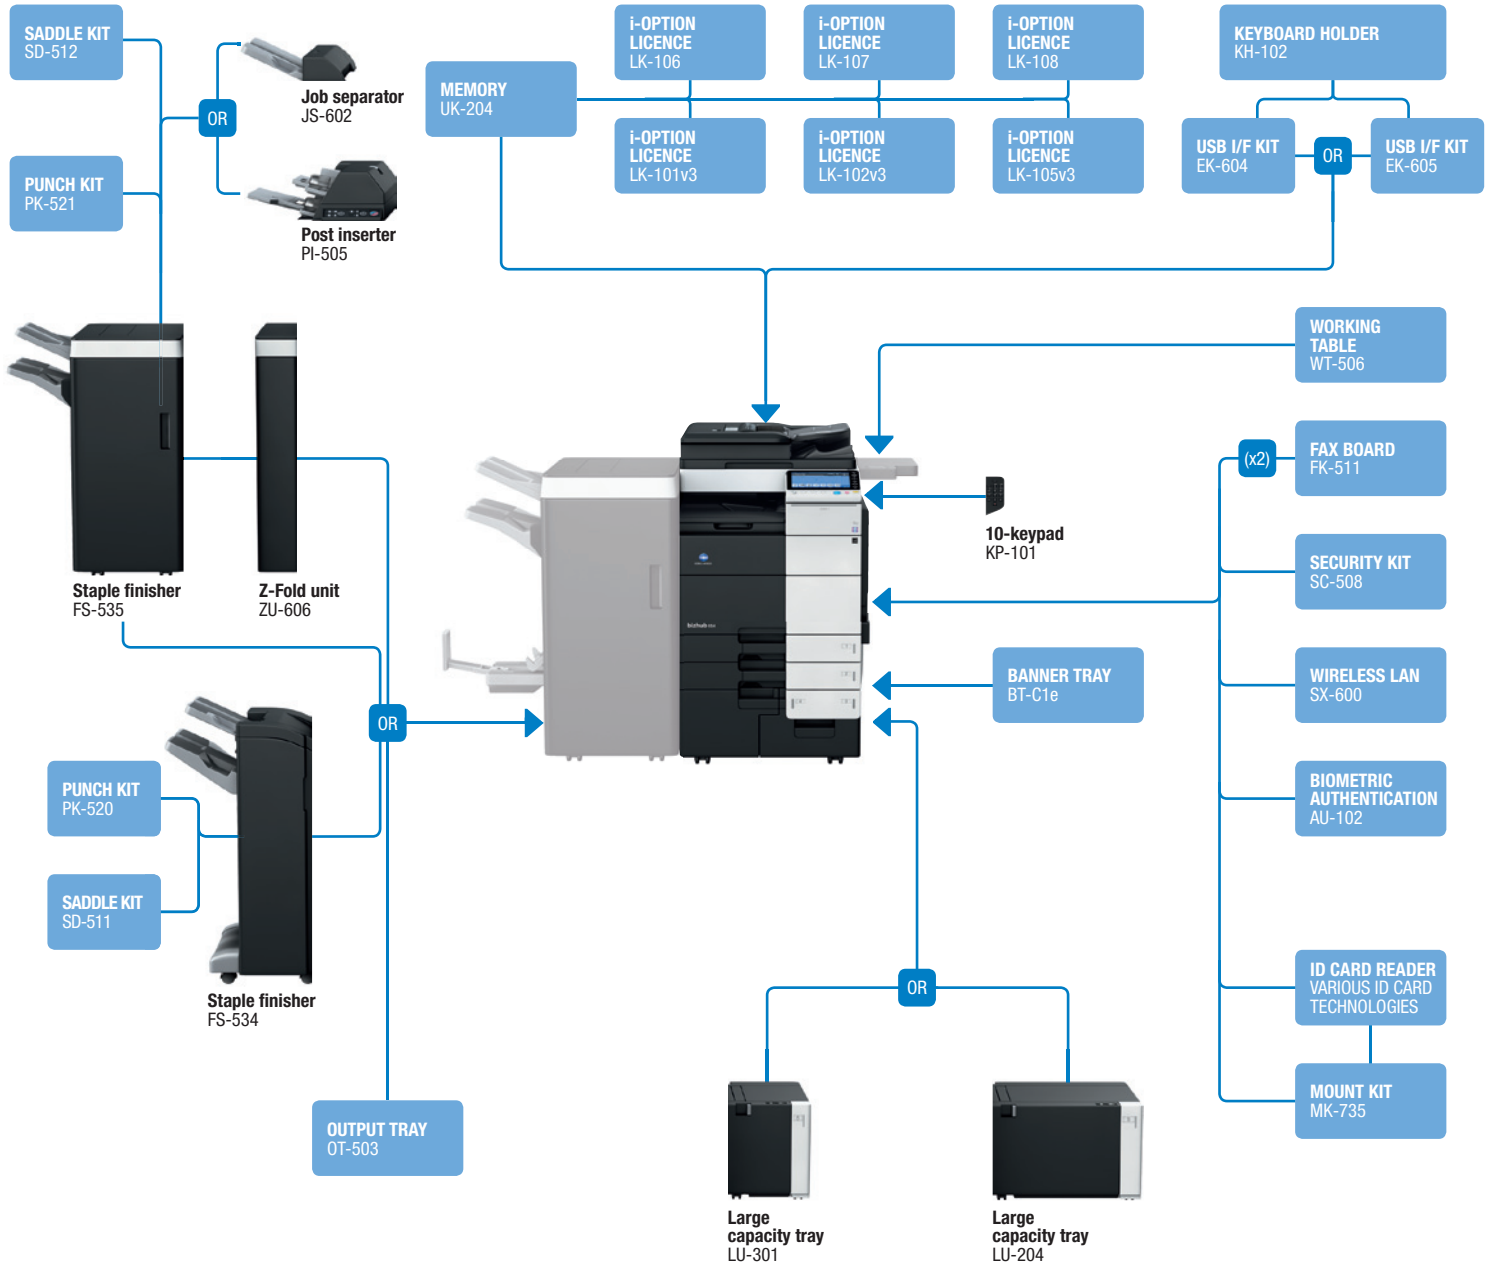 SADDLE KIT
SD-512
Job separator
JS-602
OR
PUNCH KIT
PK-521
Post inserter
PI-505
MEMORY
UK-204
i-OPTION
LICENCE
LK-106
i-OPTION
LICENCE
LK-107
i-OPTION
LICENCE
LK-108
i-OPTION
LICENCE
LK-101v3
i-OPTION
LICENCE
LK-102v3
i-OPTION
LICENCE
LK-105v3
KEYBOARD HOLDER
KH-102
USB I/F KIT
EK-604
OR
USB I/F KIT
EK-605
WORKING
TABLE
WT-506
(x2)
FAX BOARD
FK-511
10-keypad
KP-101
SECURITY KIT
SC-508
Staple finisher
FS-535
Z-Fold unit
ZU-606
bizhub
BANNER TRAY
BT-C1e
WIRELESS LAN
SX-600
OR
PUNCH KIT
PK-520
BIOMETRIC
AUTHENTICATION
AU-102
SADDLE KIT
SD-511
Staple finisher
FS-534
OR
ID CARD READER
VARIOUS ID CARD
TECHNOLOGIES
MOUNT KIT
MK-735
OUTPUT TRAY
OT-503
Large
capacity tray
LU-301
Large
capacity tray
LU-204